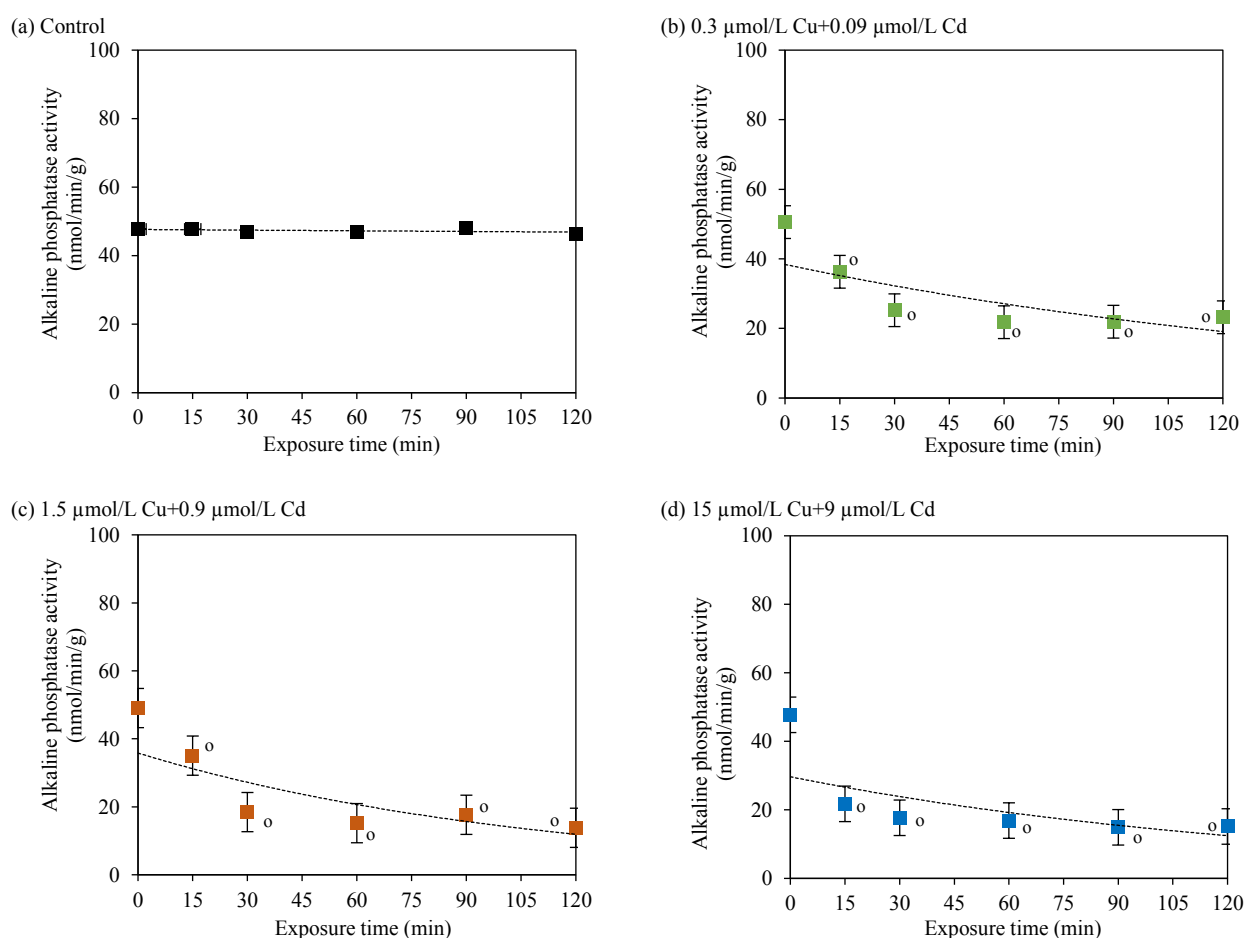 (a) Control
100
80
60
40
20
0
0 15 30 45 60 75 90 105 120
Alkaline phosphatase activity
(nmol/min/g)
Exposure time (min)
(b) 0.3 µmol/L Cu+0.09 µmol/L Cd
100
80
60
40
20
0
0 15 30 45 60 75 90 105 120
Alkaline phosphatase activity
(nmol/min/g)
Exposure time (min)
o
o
o
o
o
(c) 1.5 µmol/L Cu+0.9 µmol/L Cd
100
80
60
40
20
0
0 15 30 45 60 75 90 105 120
Alkaline phosphatase activity
(nmol/min/g)
Exposure time (min)
o
o
o
o
o
(d) 15 µmol/L Cu+9 µmol/L Cd
100
80
60
40
20
0
0 15 30 45 60 75 90 105 120
Alkaline phosphatase activity
(nmol/min/g)
Exposure time (min)
o
o
o
o
o